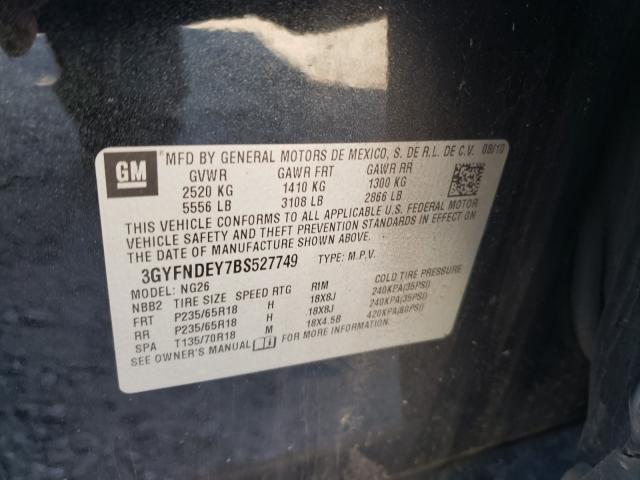 GM
MFD BY GENERAL MOTORS DE MEXICO, S. DE R.L. DE C.V. 08/10
GVWR GAWR FRT GAWR RR
2520 KG 1410 KG 1300 KG
5556 LB 3108 LB 2866 LB
THIS VEHICLE CONFORMS TO ALL APPLICABLE U.S. FEDERAL MOTOR
VEHICLE SAFETY AND THEFT PREVENTION STANDARDS IN EFFECT ON
THE DATE OF MANUFACTURE SHOWN ABOVE.
3GYFNDEY7BS527749 TYPE: M.P.V.
MODEL: NG26
NBB2 TIRE SIZE SPEED RTG RIM COLD TIRE PRESSURE
FRT P235/65R18 H 18X8J 240KPA(35PSI)
RR P235/65R18 H 18X8J 240KPA(35PSI)
SPA T135/70R18 M 18X4.5B 420KPA(60PSI)
SEE OWNER'S MANUAL FOR MORE INFORMATION.